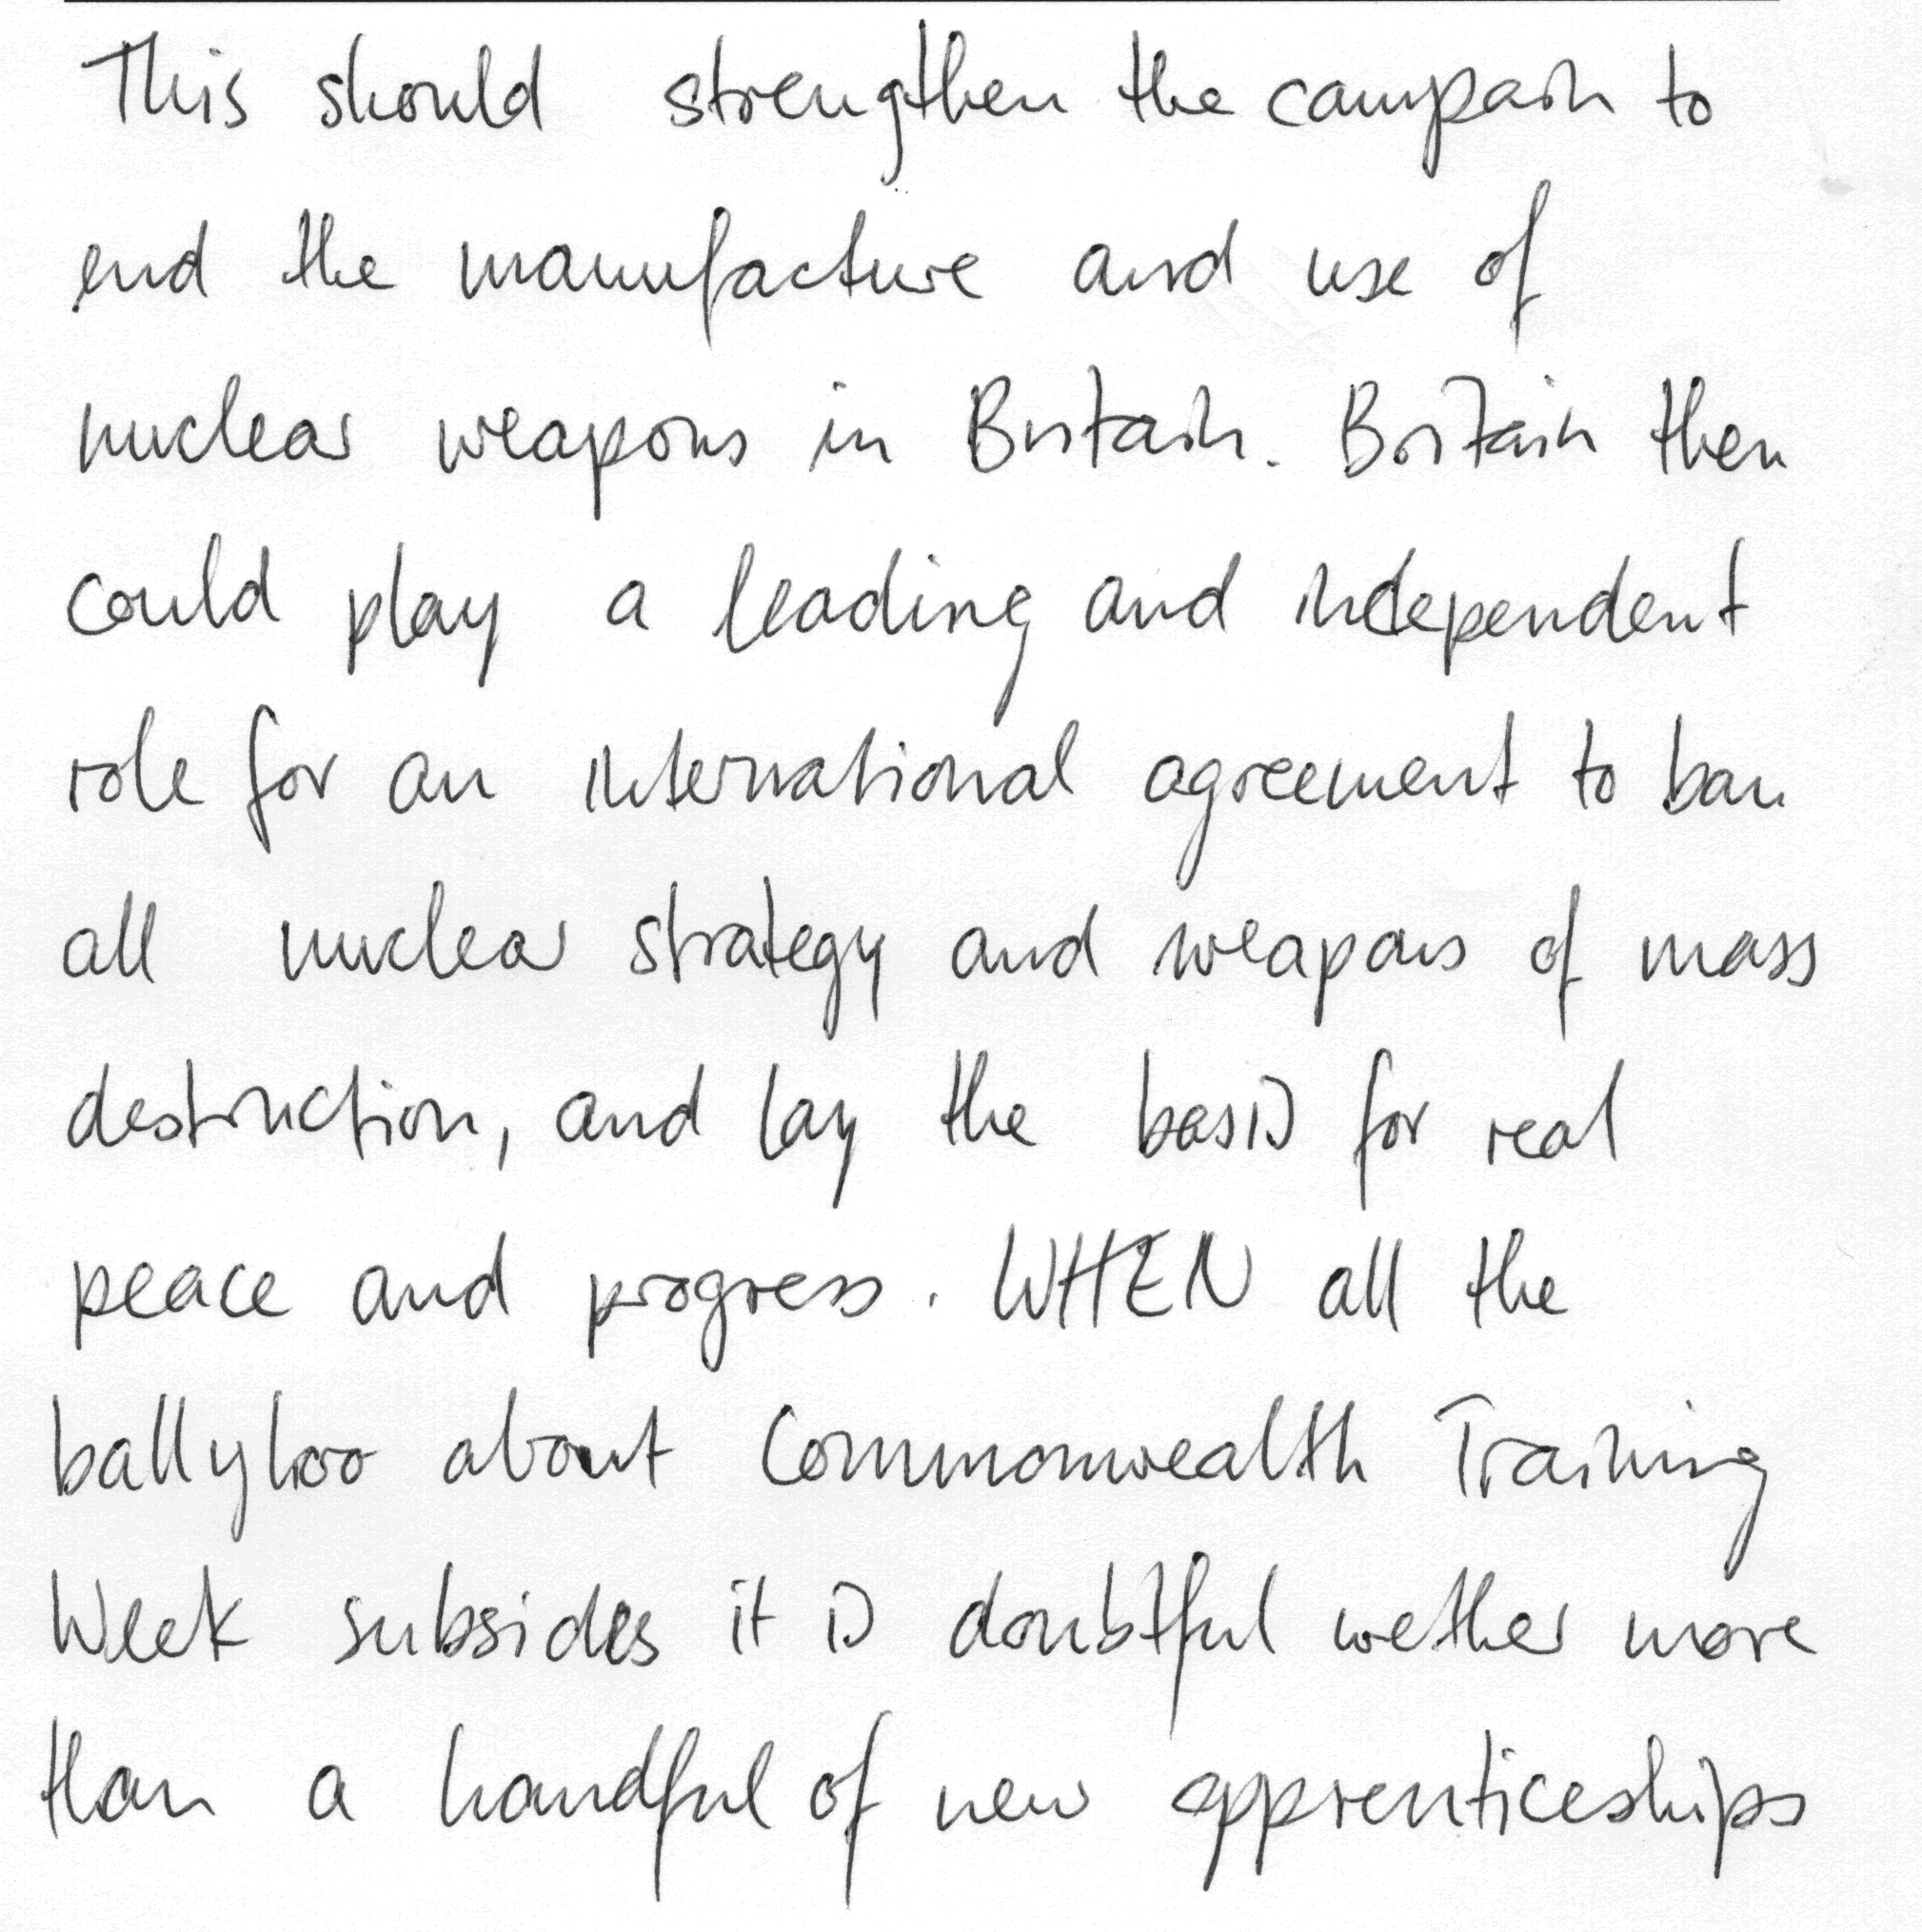 This should strengthen the campain to
end the manufacture and use of
nuclear weapons in Britain. Britain then
could play a leading and independent
role for an international agreement to ban
all nuclear strategy and weapons of mass
destruction, and lay the basis for real
peace and progress. WHEN all the
ballyhoo about Commonwealth Training
Week subsides it is doubtful wether more
than a handful of new apprenticeships